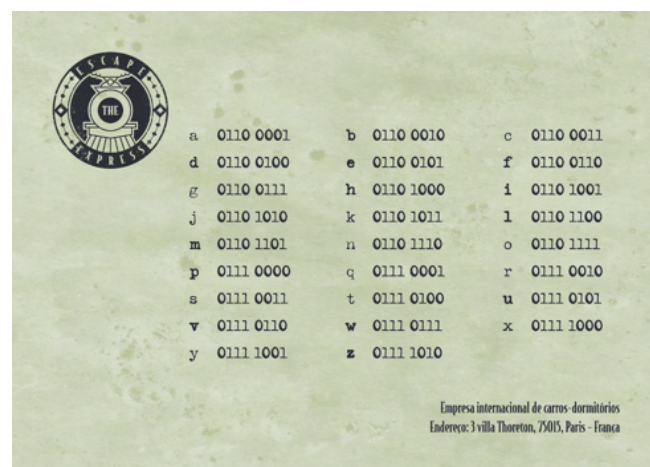 ESCAPE
THE
EXPRESS
a 0110 0001 b 0110 0010 c 0110 0011
d 0110 0100 e 0110 0101 f 0110 0110
g 0110 0111 h 0110 1000 i 0110 1001
j 0110 1010 k 0110 1011 l 0110 1100
m 0110 1101 n 0110 1110 o 0110 1111
p 0111 0000 q 0111 0001 r 0111 0010
s 0111 0011 t 0111 0100 u 0111 0101
v 0111 0110 w 0111 0111 x 0111 1000
y 0111 1001 z 0111 1010
Empresa internacional de carros-dormitórios
Endereço: 3 villa Thoreton, 75015, Paris - Franca